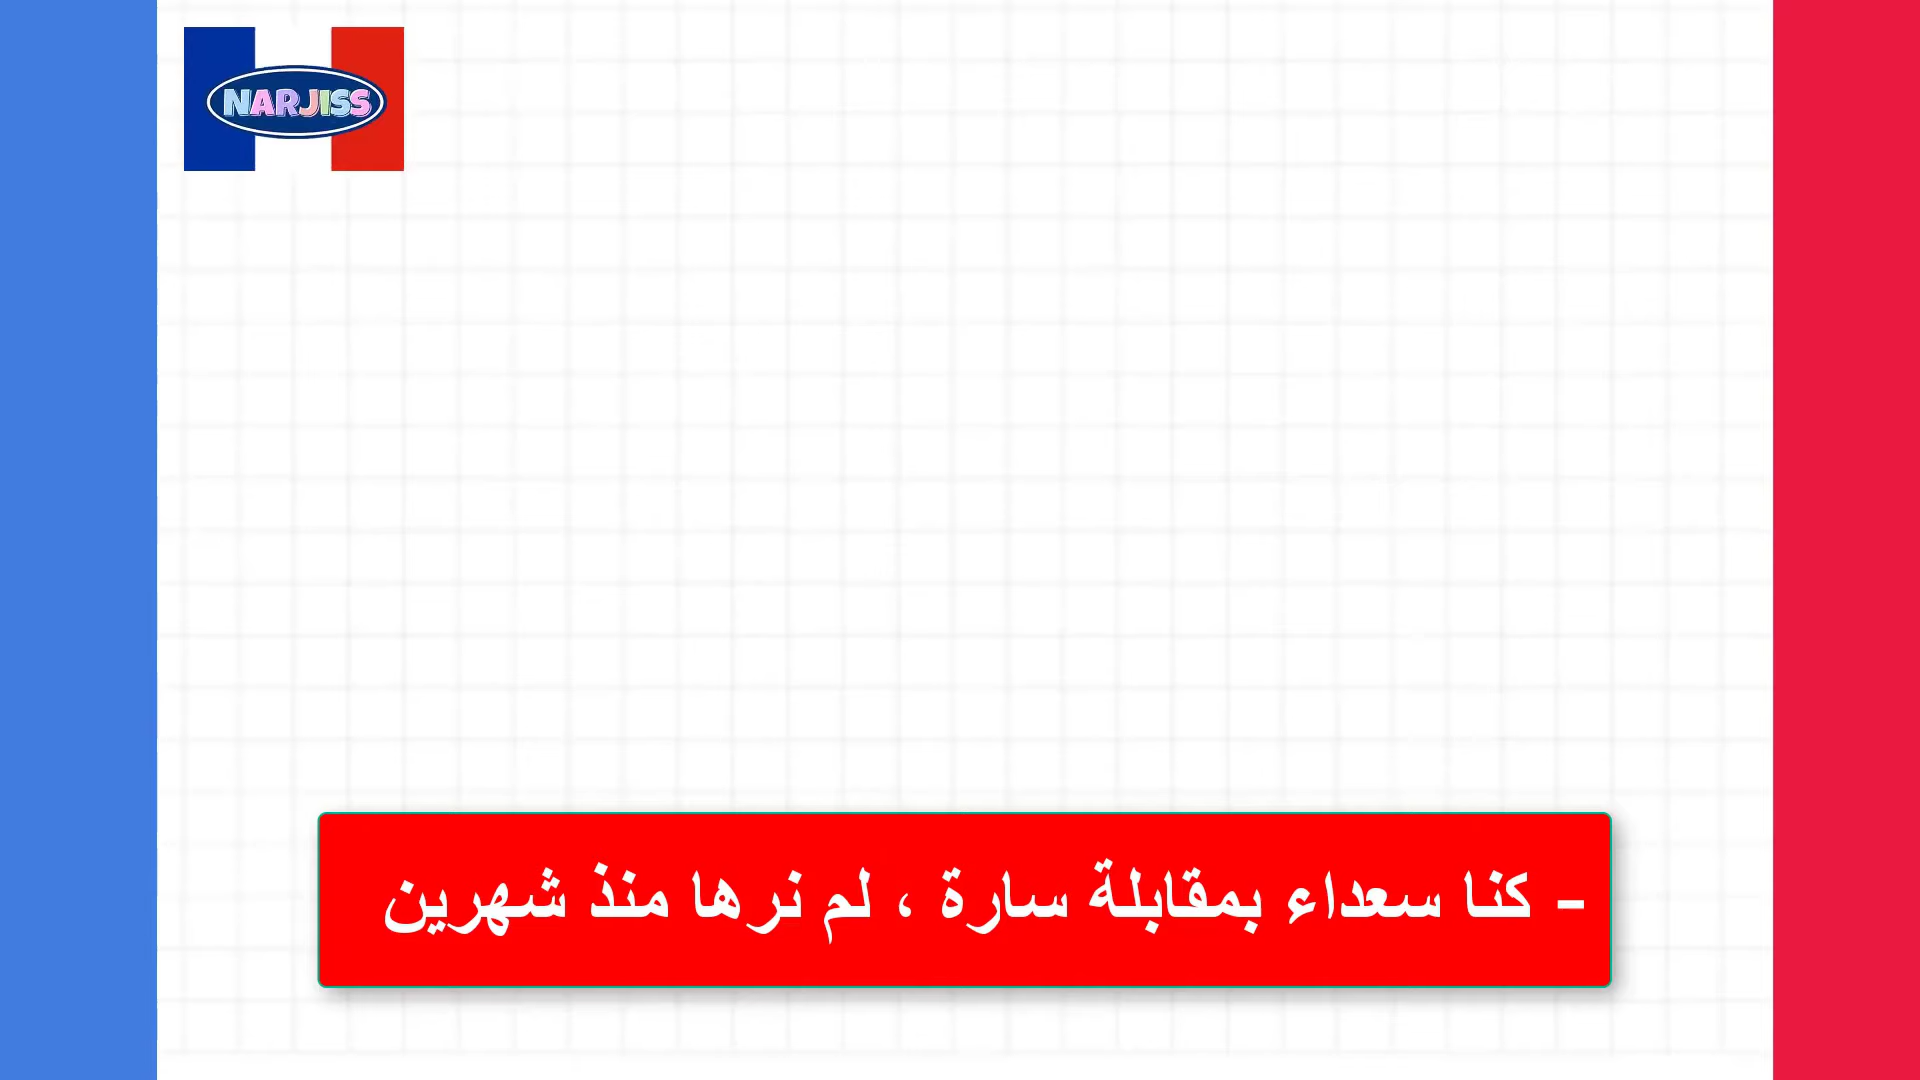 NARJISS
- كنا سعداء بمقابلة سارة ، لم نرها منذ شهرين